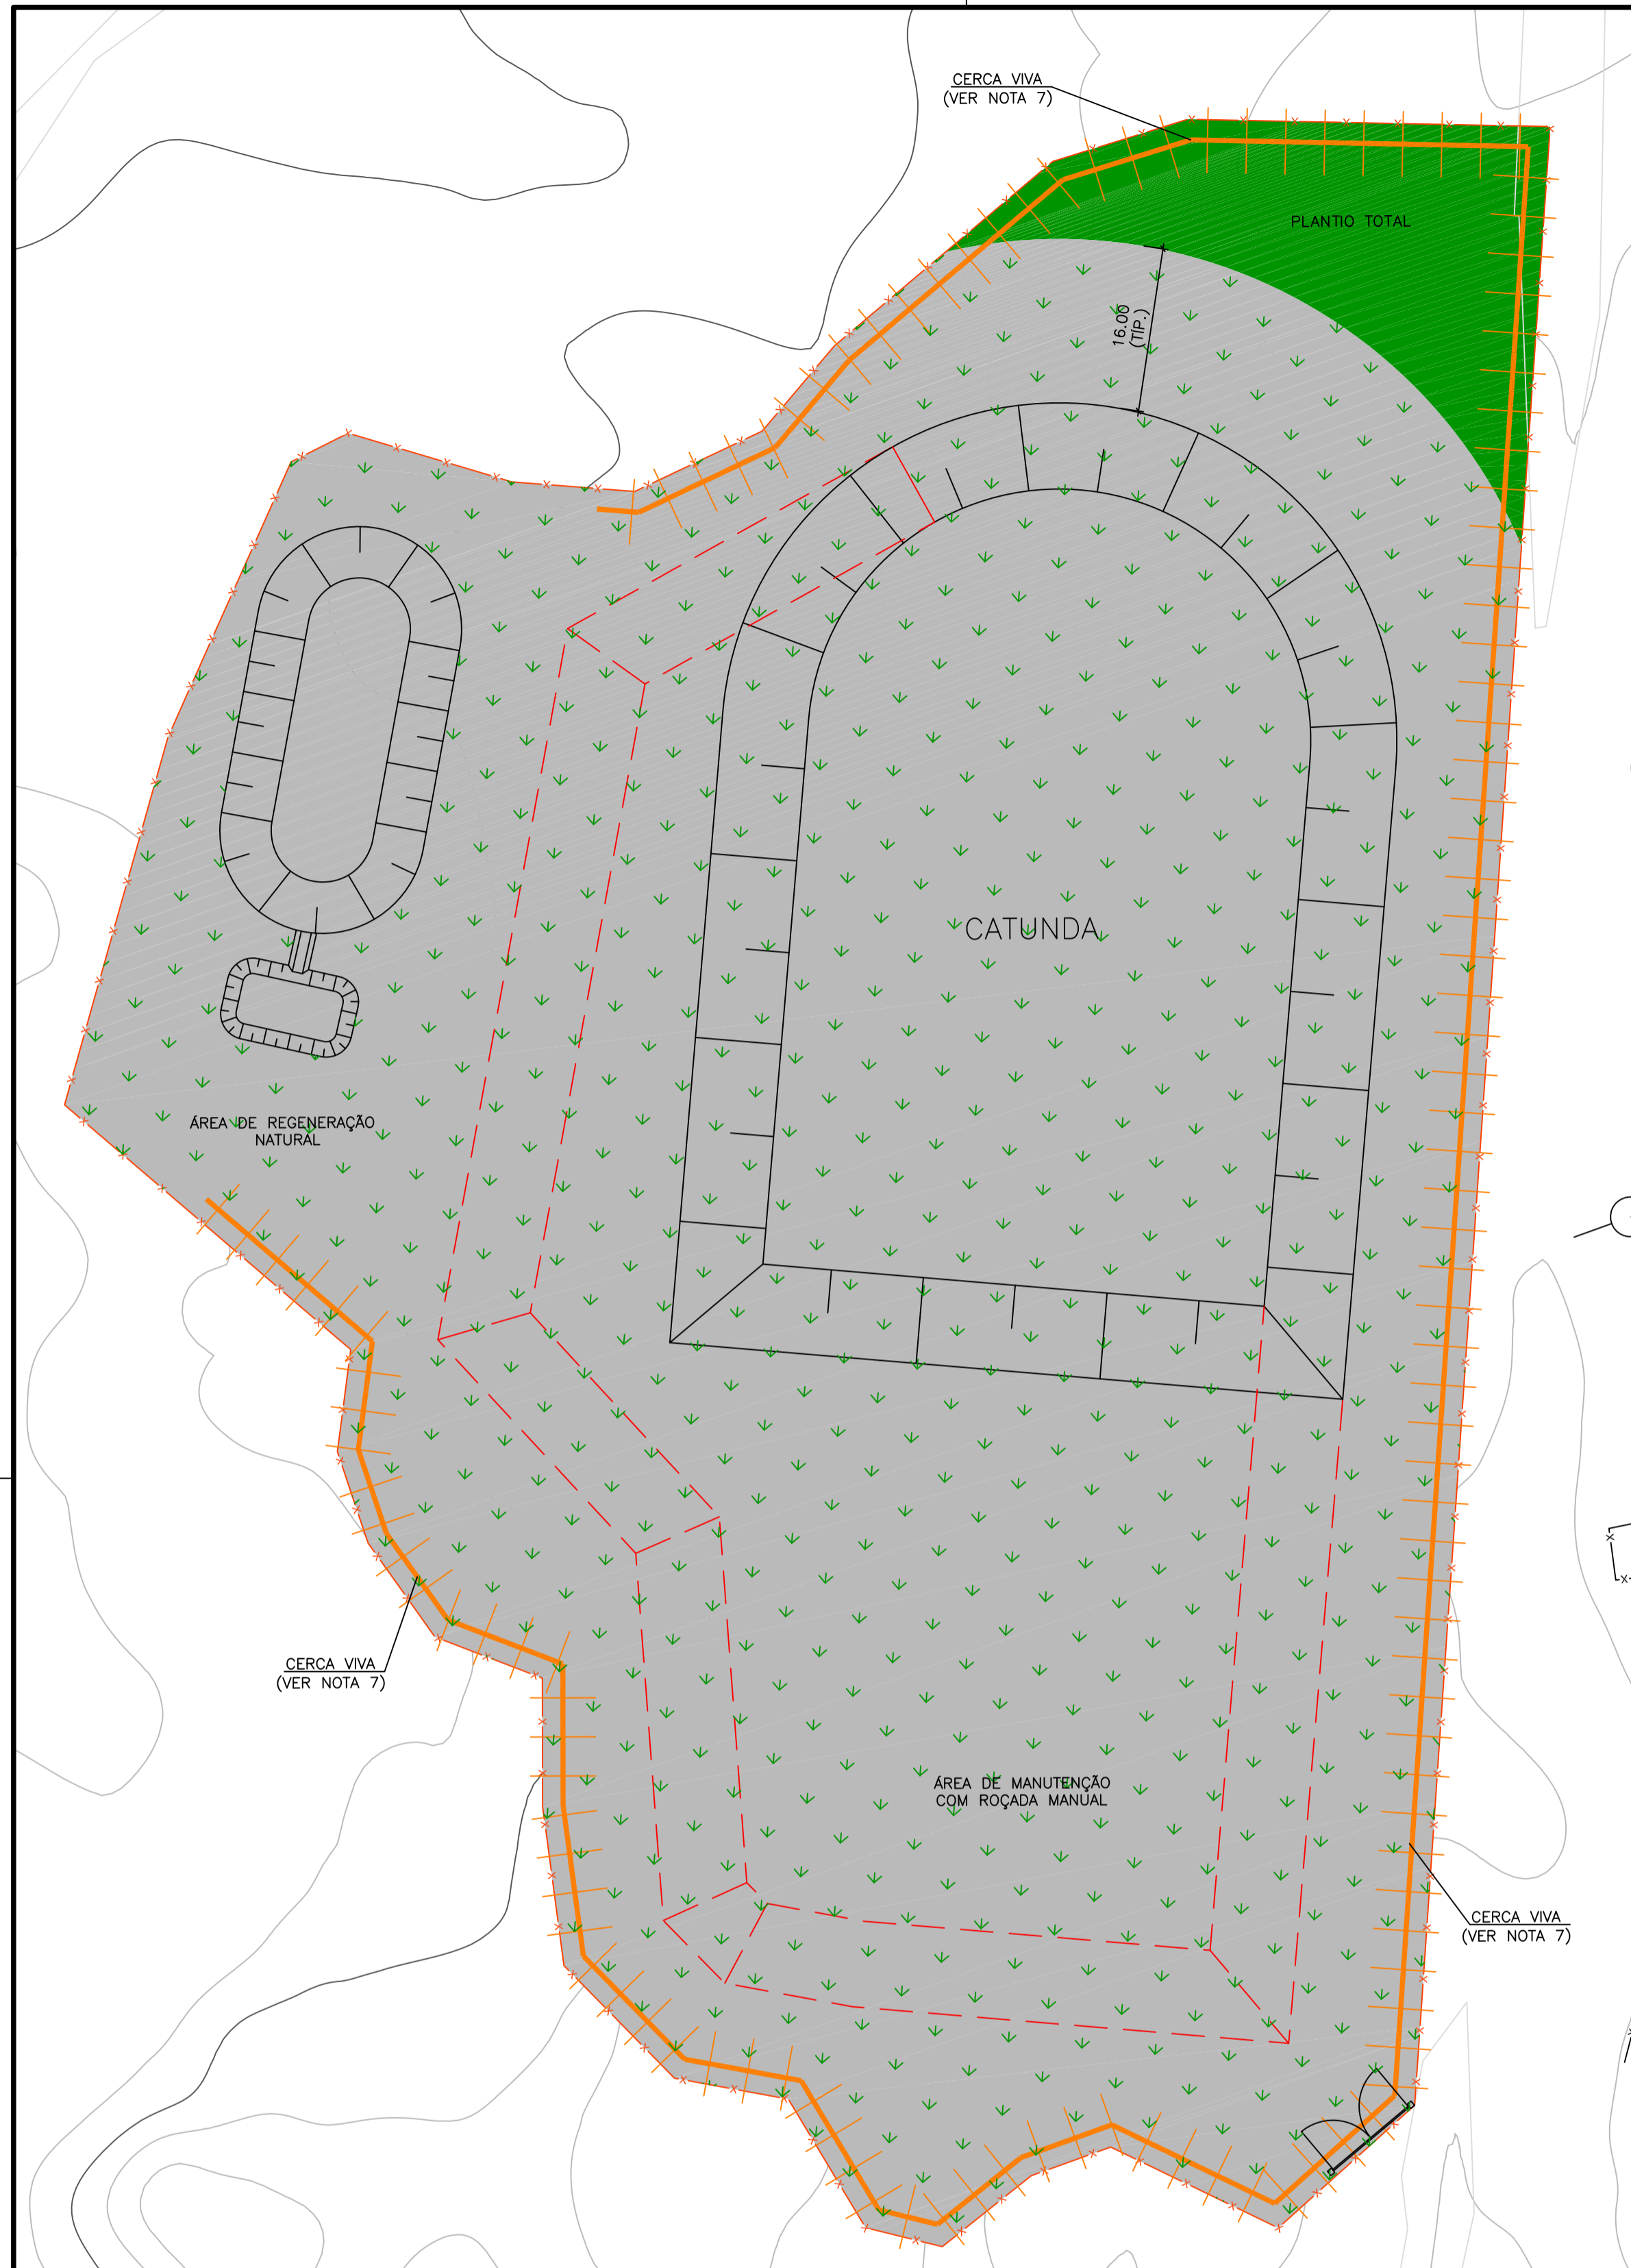 CERCA VIVA
(VER NOTA 7)
PLANTIO TOTAL
16.00
(TÍP.)
CATUNDA
ÁREA DE REGENERAÇÃO
NATURAL
CERCA VIVA
(VER NOTA 7)
ÁREA DE MANUTENÇÃO
COM ROÇADA MANUAL
CERCA VIVA
(VER NOTA 7)